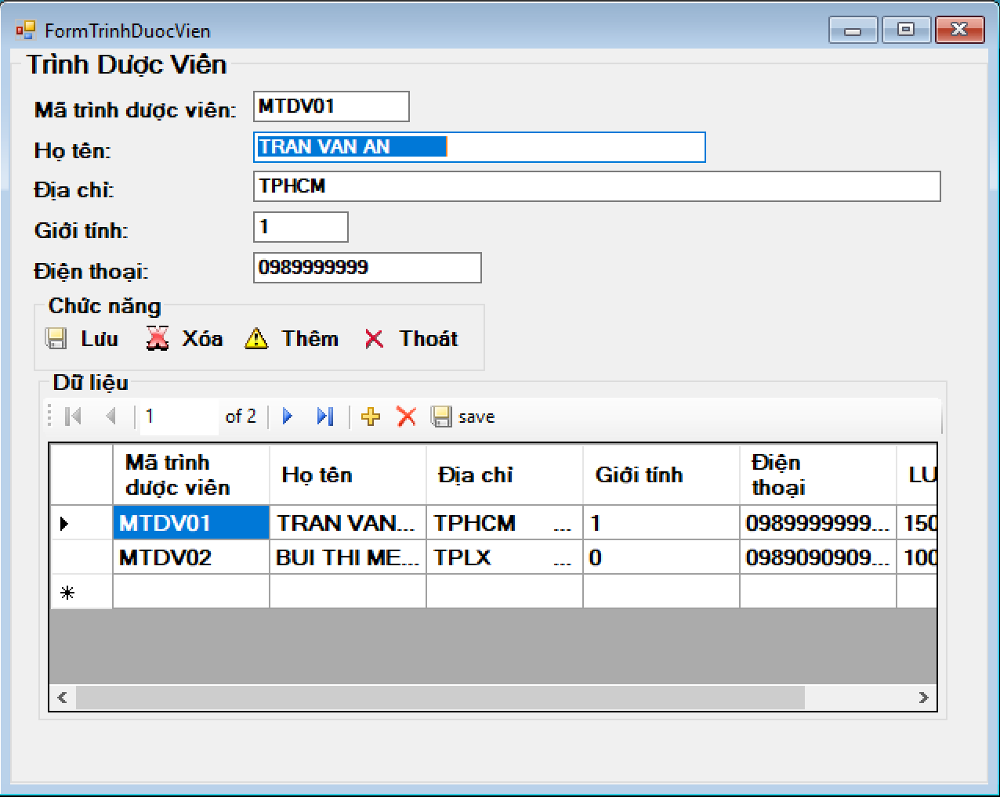 FormTrinhDuocVien
Trình Dược Viên
Mã trình dược viên: MTDV01
Họ tên: TRAN VAN AN
Địa chỉ: TPHCM
Giới tính: 1
Điện thoại: 0989999999
Chức năng
Lưu Xóa Thêm Thoát
Dữ liệu
1 of 2 save
Mã trình dược viên Họ tên Địa chỉ Giới tính Điện thoại LU
MTDV01 TRAN VAN... TPHCM ... 1 0989999999... 150
MTDV02 BUI THI ME... TPLX ... 0 0989090909... 100